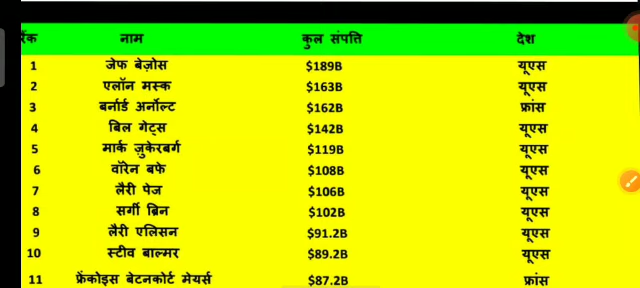 रैंक नाम कुल संपति देश
1 जेफ बेज़ोस $189B यूएस
2 एलॉन मस्क $163B यूएस
3 बर्नार्ड अर्नोल्ट $162B फ्रांस
4 बिल गेट्स $142B यूएस
5 मार्क जुकेरबर्ग $119B यूएस
6 वॉरेन बफे $108B यूएस
7 लैरी पेज $106B यूएस
8 सर्गी ब्रिन $102B यूएस
9 लैरी एलिसन $91.2B यूएस
10 स्टीव बाल्मर $89.2B यूएस
11 फ्रेंकोइस बेटनकोर्ट मेयर्स $87.2B फ्रांस